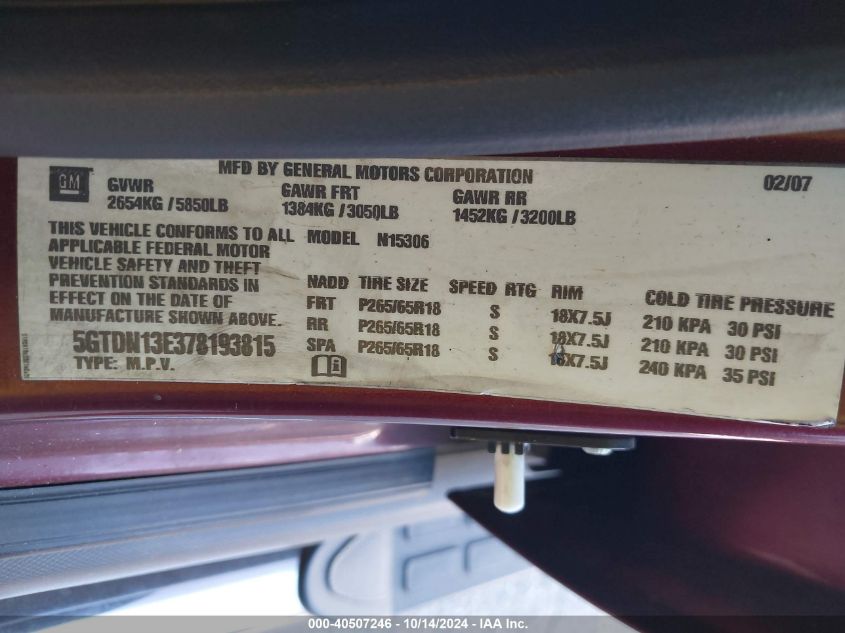 MFD BY GENERAL MOTORS CORPORATION
02/07
GM
GVWR GAWR FRT GAWR RR
2654KG / 5850LB 1384KG / 3050LB 1452KG / 3200LB
THIS VEHICLE CONFORMS TO ALL
APPLICABLE FEDERAL MOTOR
VEHICLE SAFETY AND THEFT
PREVENTION STANDARDS IN
EFFECT ON THE DATE OF
MANUFACTURE SHOWN ABOVE.
5GTDN13E378193815
TYPE: M.P.V.
MODEL N15306
NADD TIRE SIZE SPEED RTG RIM COLD TIRE PRESSURE
FRT P265/65R18 S 18X7.5J 210 KPA 30 PSI
RR P265/65R18 S 18X7.5J 210 KPA 30 PSI
SPA P265/65R18 S 18X7.5J 240 KPA 35 PSI
000-40507246 - 10/14/2024 - IAA Inc.